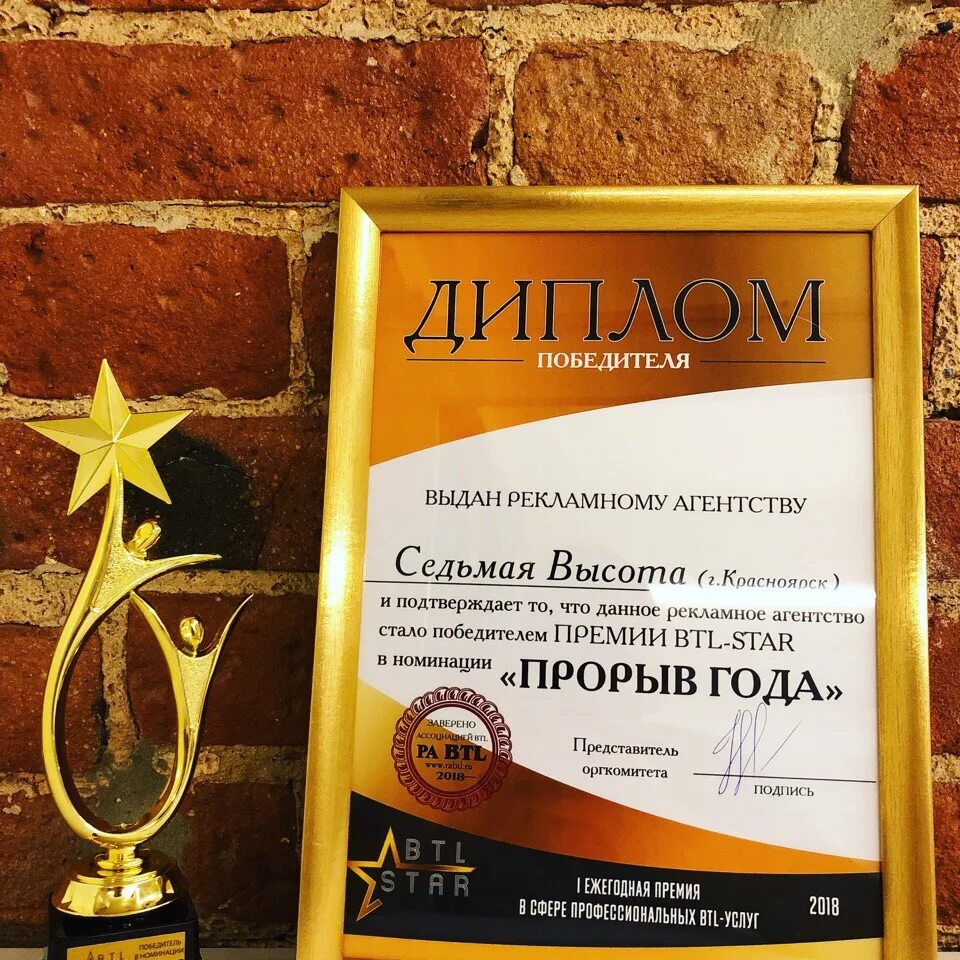 ДИПЛОМ
ПОБЕДИТЕЛЯ
ВЫДАН РЕКЛАМНОМУ АГЕНТСТВУ
Седьмая Высота (г.Красноярск)
и подтверждает то, что данное рекламное агентство
стало победителем ПРЕМИИ BTL-STAR
в номинации «ПРОРЫВ ГОДА»
ЗАВЕРЕНО
АССОЦИАЦИЕЙ BTL
РА BTL
www.rabtl.ru
2018
Представитель
оргкомитета
ПОДПИСЬ
BTL
STAR
I ЕЖЕГОДНАЯ ПРЕМИЯ
В СФЕРЕ ПРОФЕССИОНАЛЬНЫХ BTL-УСЛУГ
2018
BTL
ПОБЕДИТЕЛЬ
В НОМИНАЦИИ